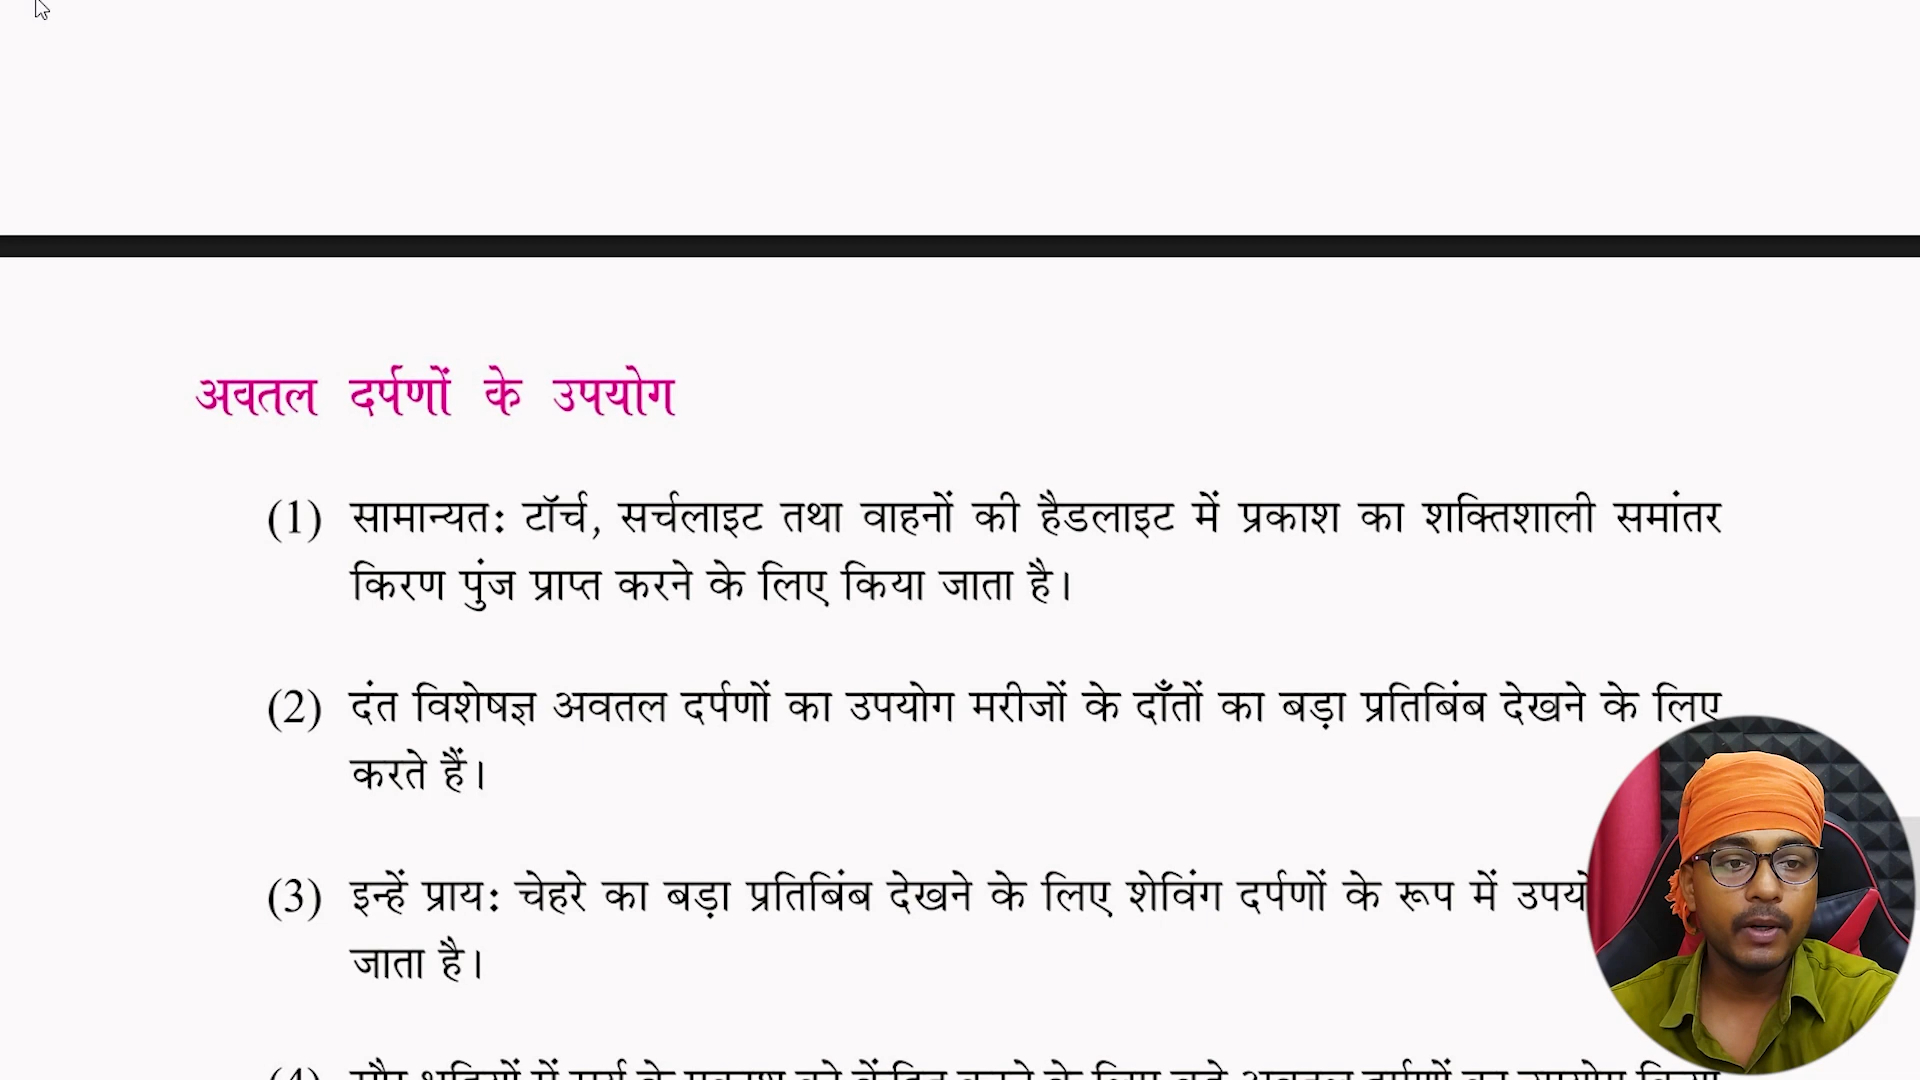 अवतल दर्पणों के उपयोग
(1) सामान्यत: टॉर्च, सर्चलाइट तथा वाहनों की हैडलाइट में प्रकाश का शक्तिशाली समांतर
किरण पुंज प्राप्त करने के लिए किया जाता है।
(2) दंत विशेषज्ञ अवतल दर्पणों का उपयोग मरीजों के दाँतों का बड़ा प्रतिबिंब देखने के लिए
करते हैं।
(3) इन्हें प्राय: चेहरे का बड़ा प्रतिबिंब देखने के लिए शेविंग दर्पणों के रूप में
जाता है।